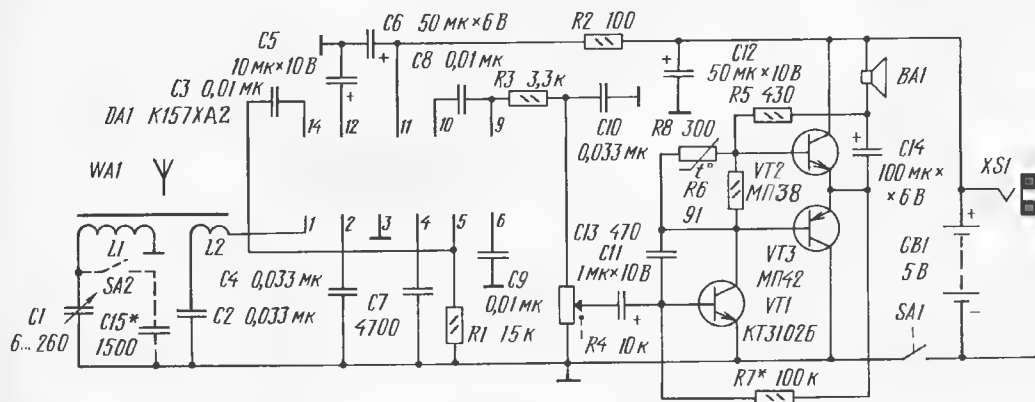 C6 50 мк×6 В
R2 100
C5
10 мк×10 В
C8 0,01 мк
C12
50 мк×10 В
BA1
C3 0,01 мк
R3 3,3к
R5 430
DA1 К157ХА2
14
12
11
10
9
C10
0,033 мк
R8 300
t°
C14
100 мк×
×6 В
XS1
WA1
VT2
МП38
R6
91
1
2
3
4
5
6
L1
L2
C13 470
C11
1 мк×10 В
VT3
МП42
GB1
5 В
SA2
C4 0,033 мк
C9
0,01 мк
VT1
КТ3102Б
SA1
C1
6...260
C15*
1500
C2 0,033 мк
C7
4700
R1 15 к
R4 10 к
R7* 100 к